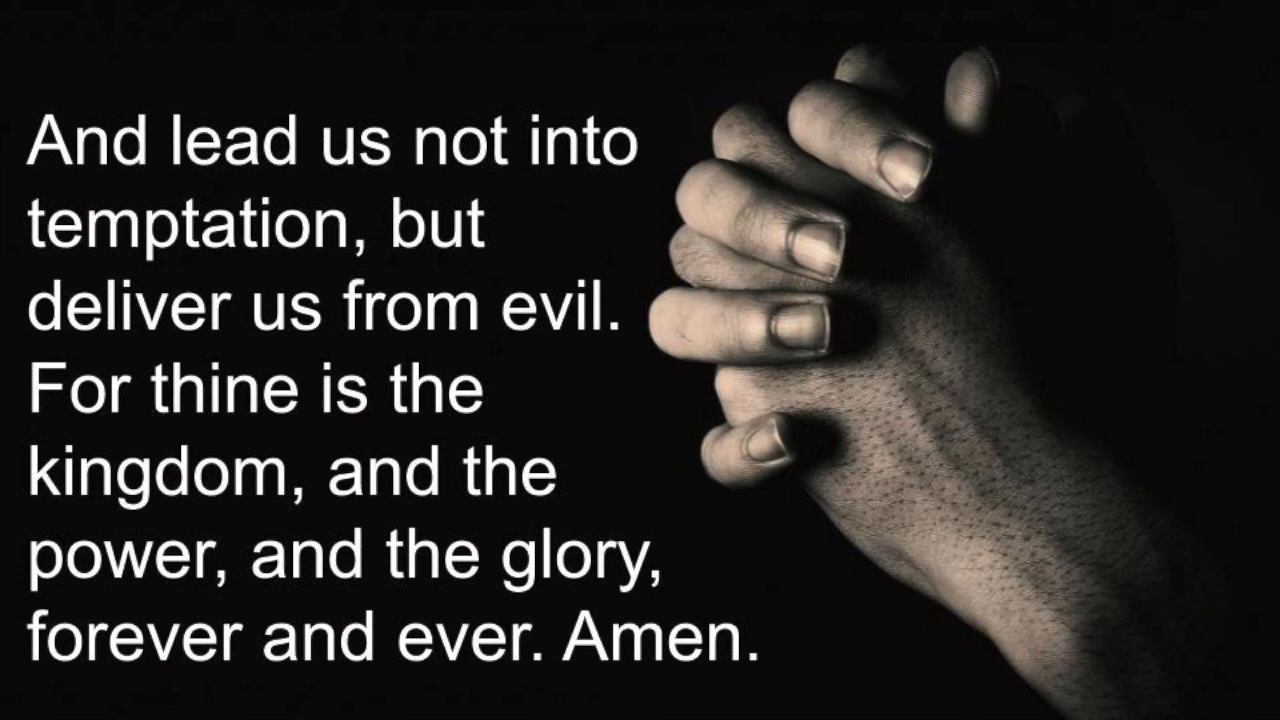 And lead us not into
temptation, but
deliver us from evil.
For thine is the
kingdom, and the
power, and the glory,
forever and ever. Amen.